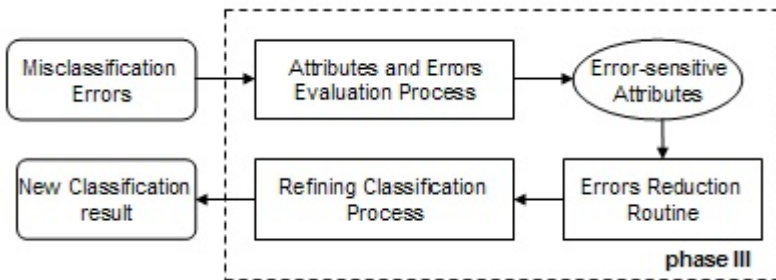 Misclassification
Errors
Attributes and Errors
Evaluation Process
Error-sensitive
Attributes
Errors Reduction
Routine
Refining Classification
Process
New Classification
result
phase III